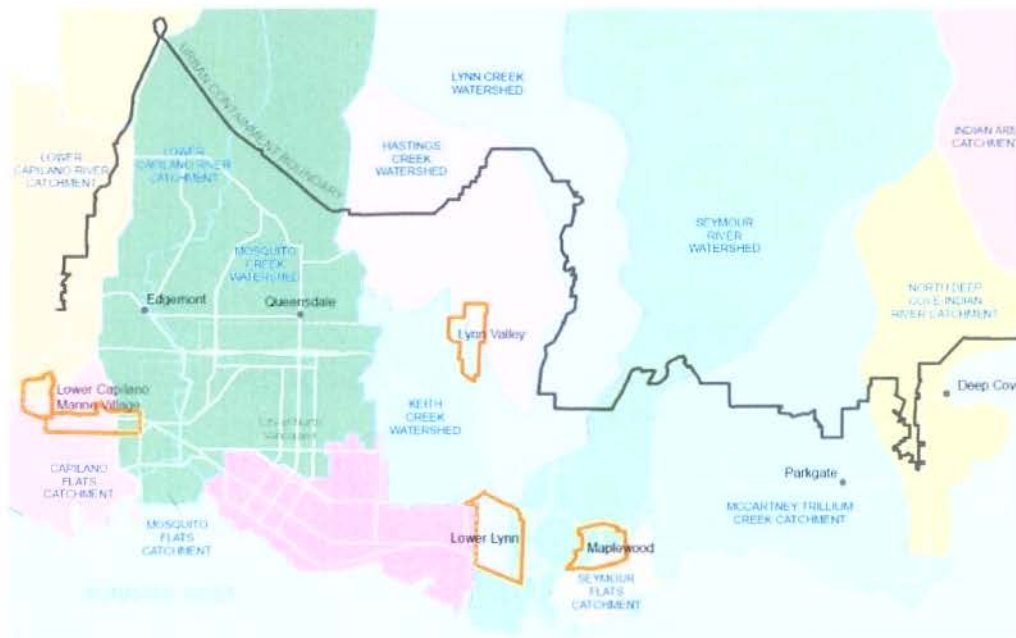 URBAN CONTAINMENT BOUNDARY
LYNN CREEK
WATERSHED
HASTINGS
CREEK
WATERSHED
LOWER
CAPILANO RIVER
CATCHMENT
LOWER
CAPILANO RIVER
CATCHMENT
INDIAN ARM
CATCHMENT
SEYMOUR
RIVER
WATERSHED
MOSQUITO
CREEK
WATERSHED
NORTH DEEP
COVE-INDIAN
RIVER CATCHMENT
Edgemont
Queensdale
Lynn Valley
Lower Capilano
Marine Village
Deep Cov
KEITH
CREEK
WATERSHED
CAPILANO
FLATS
CATCHMENT
Parkgate
MCCARTNEY TRILLIUM
CREEK CATCHMENT
MOSQUITO
FLATS
CATCHMENT
Lower Lynn
Maplewood
SEYMOUR
FLATS
CATCHMENT